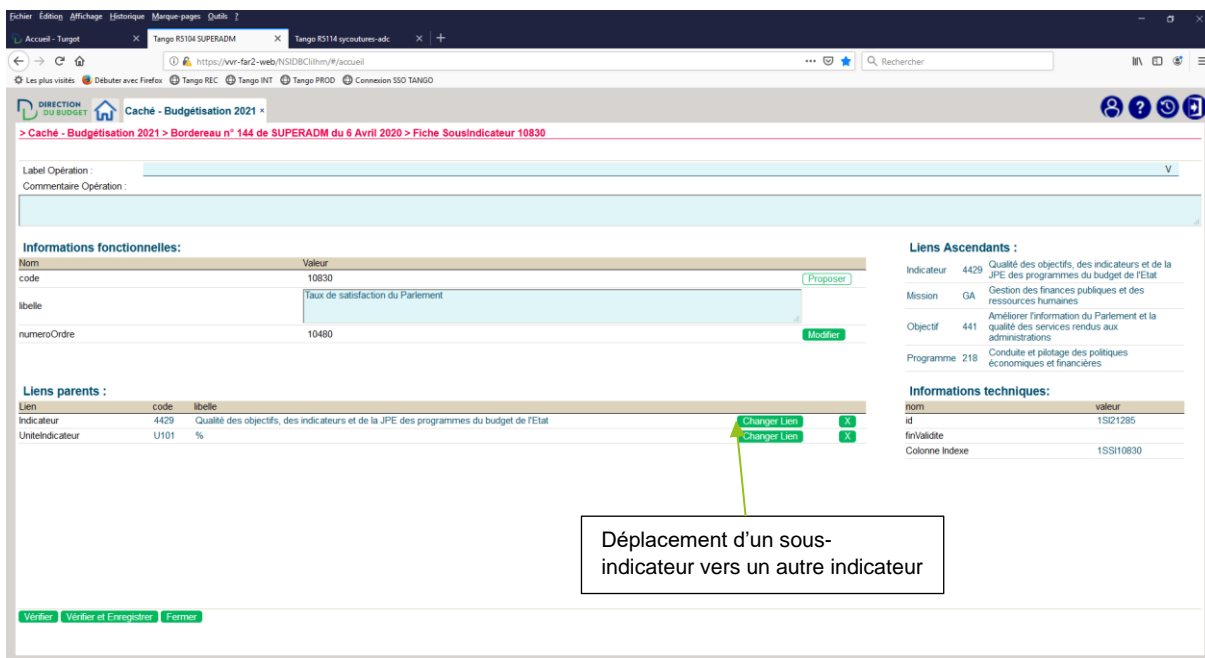 Fichier Édition Affichage Historique Marque-pages Outils ?
Accueil - Turgot
Tango R5104 SUPERADM
Tango R5114 sycoutures-adc
https://vvr-far2-web/NSIDBCliIhm/#/accueil
Rechercher
Les plus visités Débuter avec Firefox Tango REC Tango INT Tango PROD Connexion SSO TANGO
DIRECTION
DU BUDGET
Caché - Budgétisation 2021 ×
> Caché - Budgétisation 2021 > Bordereau n° 144 de SUPERADM du 6 Avril 2020 > Fiche SousIndicateur 10830
Label Opération : V
Commentaire Opération :
Informations fonctionnelles:
Nom Valeur
code 10830 Proposer
libelle Taux de satisfaction du Parlement
numeroOrdre 10480 Modifier
Liens Ascendants :
Indicateur 4429 Qualité des objectifs, des indicateurs et de la
JPE des programmes du budget de l'Etat
Mission GA Gestion des finances publiques et des
ressources humaines
Objectif 441 Améliorer l'information du Parlement et la
qualité des services rendus aux
administrations
Programme 218 Conduite et pilotage des politiques
économiques et financières
Liens parents :
Lien code libelle
Indicateur 4429 Qualité des objectifs, des indicateurs et de la JPE des programmes du budget de l'Etat Changer Lien X
UniteIndicateur U101 % Changer Lien X
Informations techniques:
nom valeur
id 1SI21285
finValidite
Colonne Indexe 1SSI10830
Déplacement d'un sous-
indicateur vers un autre indicateur
Vérifier Vérifier et Enregistrer Fermer